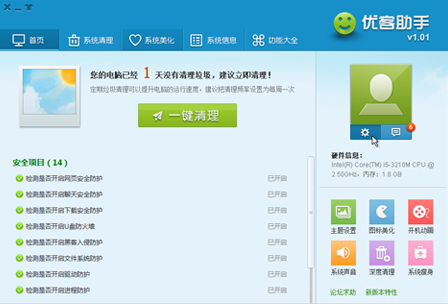 优客助手
v1.01
首页
系统清理
系统美化
系统信息
功能大全
您的电脑已经 1 天没有清理垃圾，建议立即清理！
定期垃圾清理可以提升电脑的运行速度，建议把清理频率设置为每周一次
一键清理
6
硬件信息：
Intel(R) Core(TM) i5-3210M CPU @
2.50GHz，内存：1.8 GB
安全项目（14）
检测是否开启网页安全防护 已开启
检测是否开启聊天安全防护 已开启
检测是否开启下载安全防护 已开启
检测是否开启U盘防火墙 已开启
检测是否开启黑客入侵防护 已开启
检测是否开启文件系统防护 已开启
检测是否开启驱动防护 已开启
检测是否开启进程防护 已开启
主题设置 图标美化 开机动画
系统声音 深度清理 系统瘦身
论坛求助 新版本特性